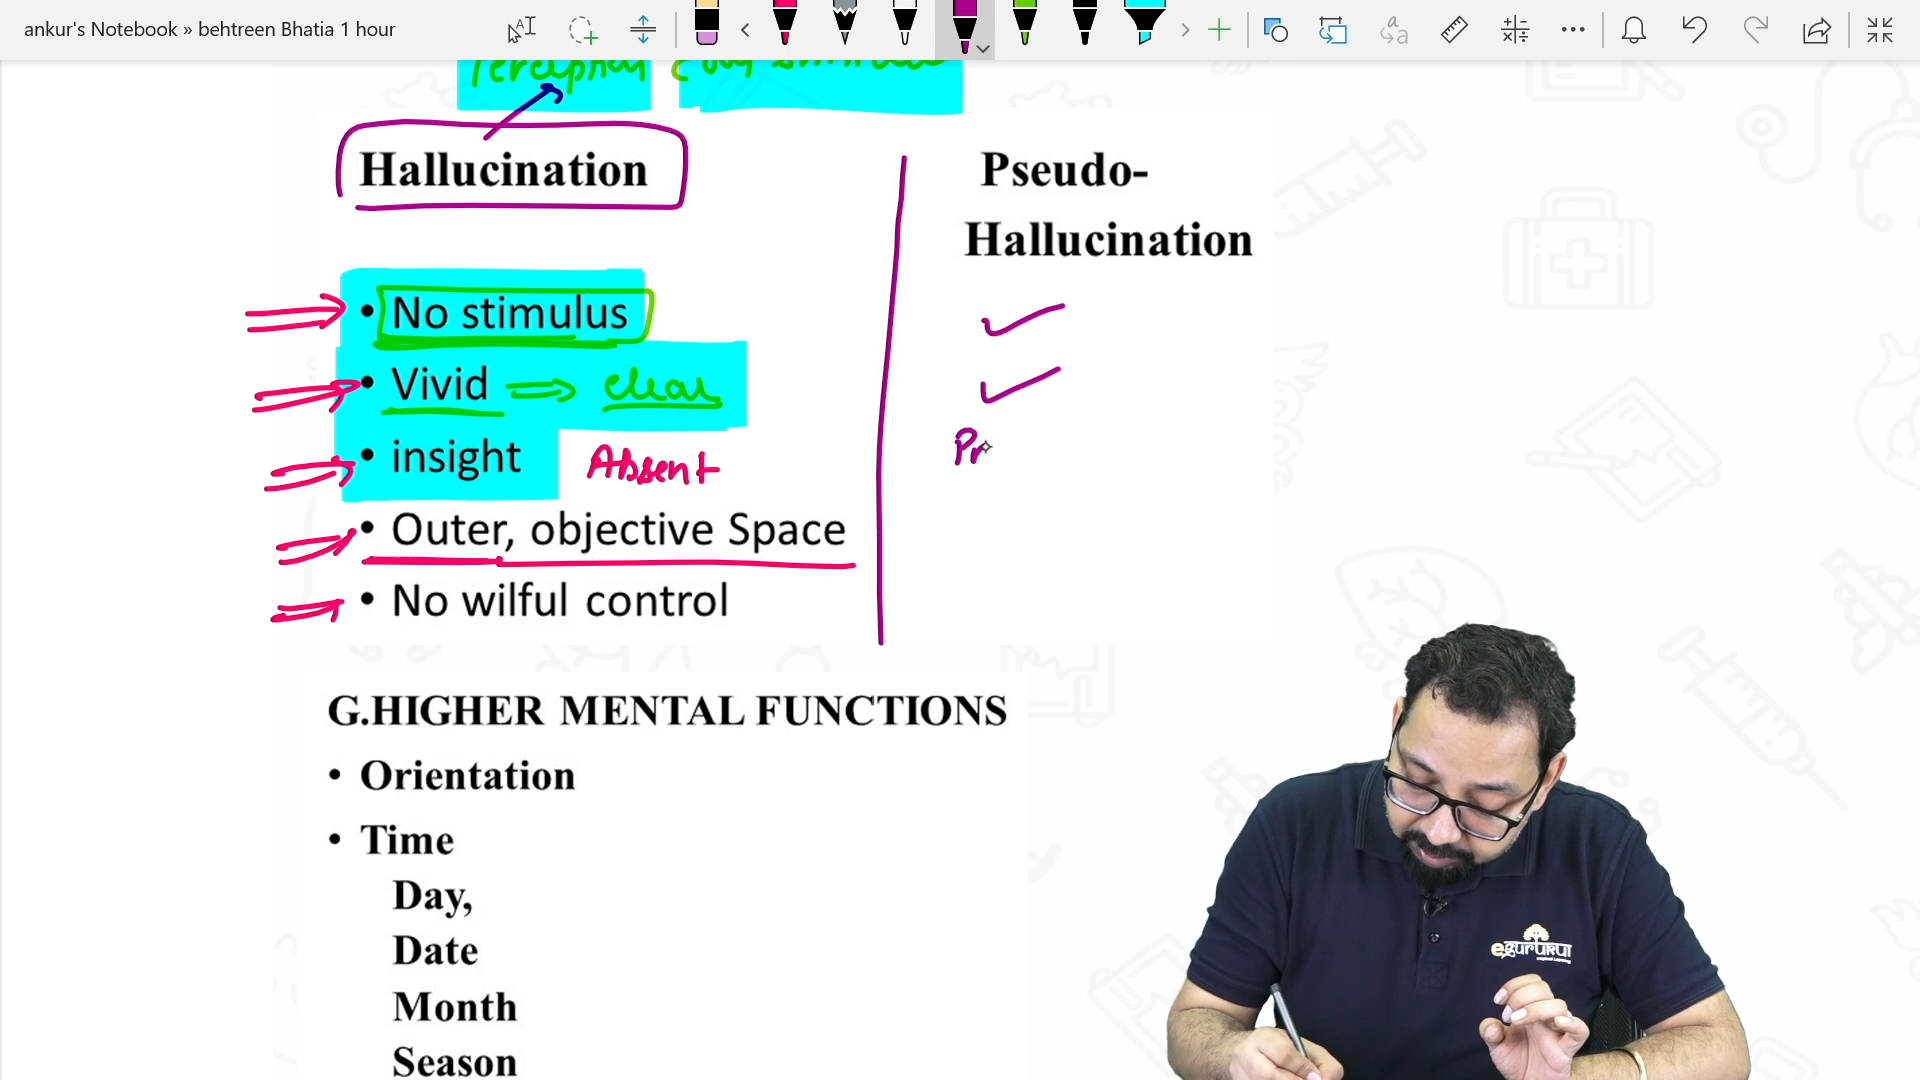 ankur's Notebook » behtreen Bhatia 1 hour
Perception
Hallucination
Pseudo-
Hallucination
• No stimulus
• Vivid ⇒ clear
• insight Absent
Pr
• Outer, objective Space
• No wilful control
G.HIGHER MENTAL FUNCTIONS
• Orientation
• Time
Day,
Date
Month
Season
egurukul